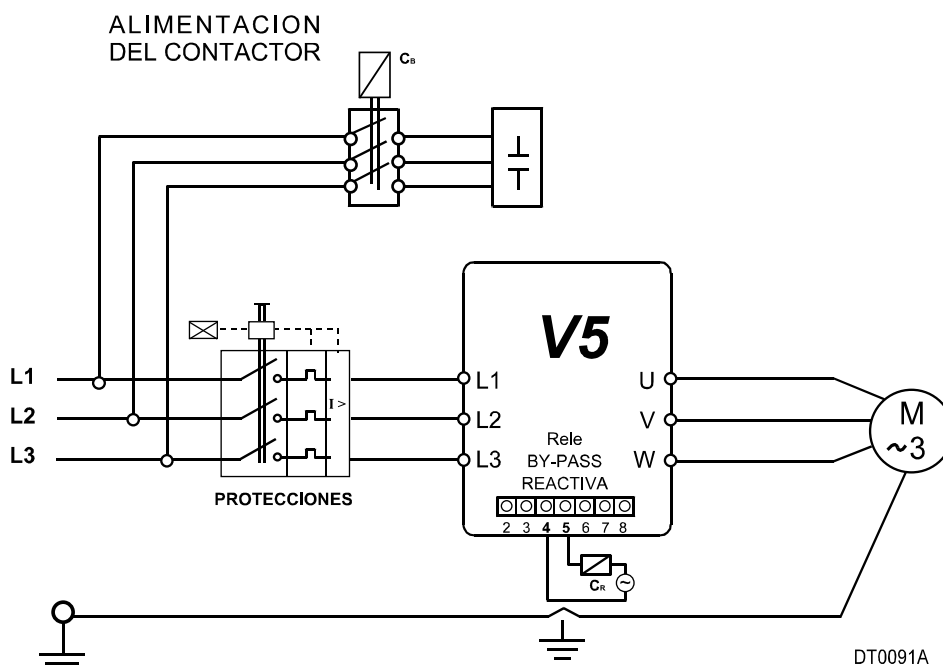 ALIMENTACION
DEL CONTACTOR
CB
V5
L1
L2
L3
I >
L1
L2
L3
U
V
W
M
~3
Rele
BY-PASS
REACTIVA
PROTECCIONES
2 3 4 5 6 7 8
CR
~
DT0091A